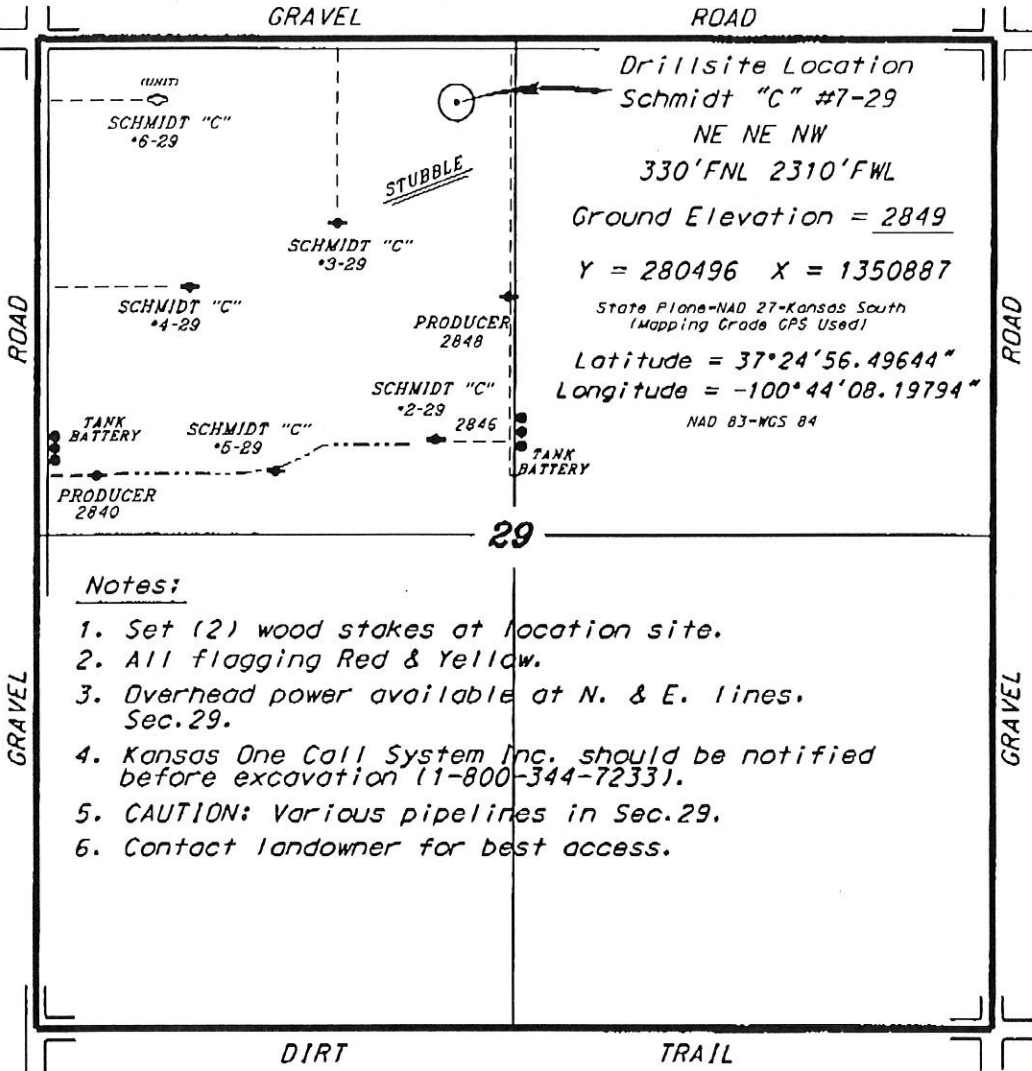 GRAVEL ROAD
Drillsite Location
Schmidt "C" #7-29
NE NE NW
330'FNL 2310'FWL
Ground Elevation = 2849
Y = 280496 X = 1350887
State Plane-NAD 27-Kansas South
(Mapping Grade GPS Used)
Latitude = 37°24'56.49644"
Longitude = -100°44'08.19794"
NAD 83-WGS 84
(UNIT)
SCHMIDT "C"
•6-29
STUBBLE
SCHMIDT "C"
•3-29
SCHMIDT "C"
•4-29
PRODUCER
2848
SCHMIDT "C"
•2-29
2846
TANK
BATTERY
SCHMIDT "C"
•5-29
TANK
BATTERY
PRODUCER
2840
29
ROAD
ROAD
GRAVEL
GRAVEL
Notes:
1. Set (2) wood stakes at location site.
2. All flagging Red & Yellow.
3. Overhead power available at N. & E. lines.
Sec.29.
4. Kansas One Call System Inc. should be notified
before excavation (1-800-344-7233).
5. CAUTION: Various pipelines in Sec.29.
6. Contact landowner for best access.
DIRT TRAIL